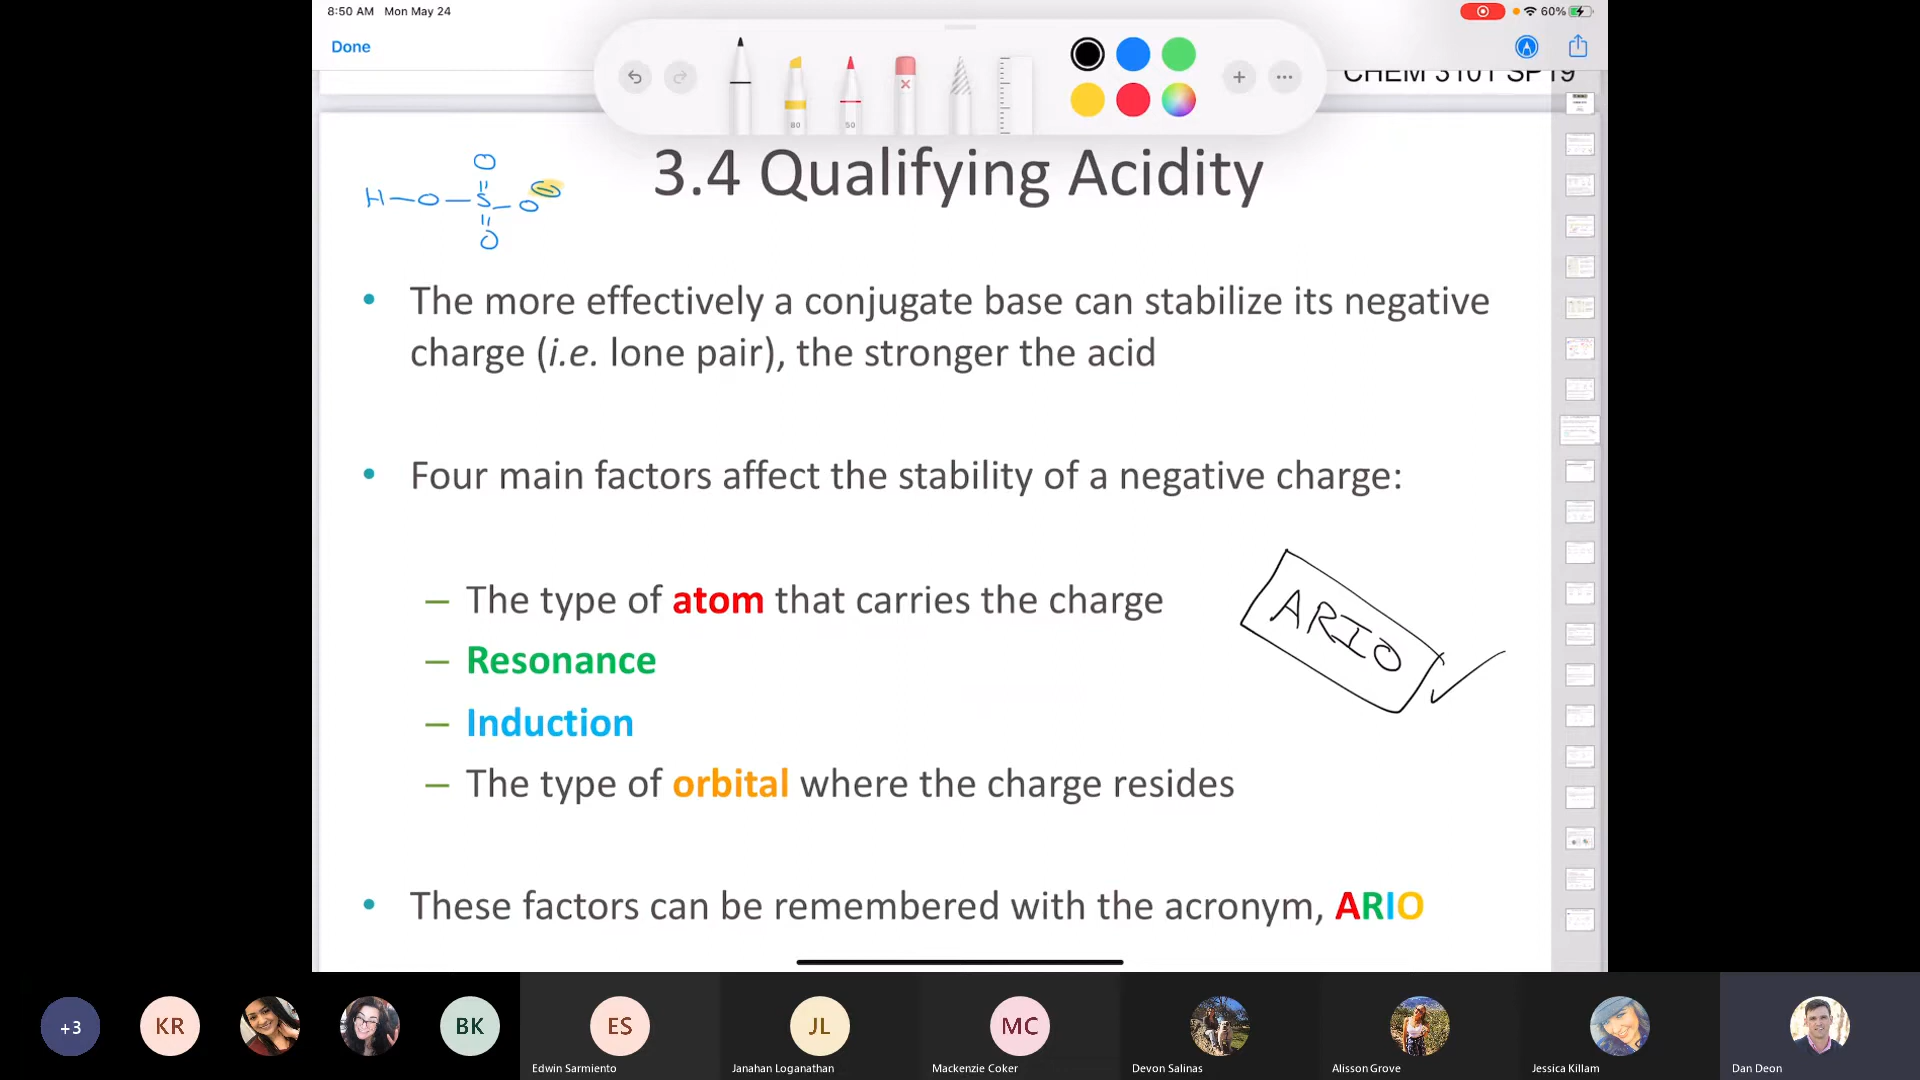 8:50 AM Mon May 24
60%
Done
80
50
CHEM 3101 SP19
3.4 Qualifying Acidity
O
H—O—S—O⊖
O
• The more effectively a conjugate base can stabilize its negative
charge (i.e. lone pair), the stronger the acid
• Four main factors affect the stability of a negative charge:
– The type of atom that carries the charge
– Resonance
– Induction
– The type of orbital where the charge resides
ARIO
• These factors can be remembered with the acronym, ARIO
+3
KR
BK
ES
JL
MC
Edwin Sarmiento
Janahan Loganathan
Mackenzie Coker
Devon Salinas
Alisson Grove
Jessica Killam
Dan Deon